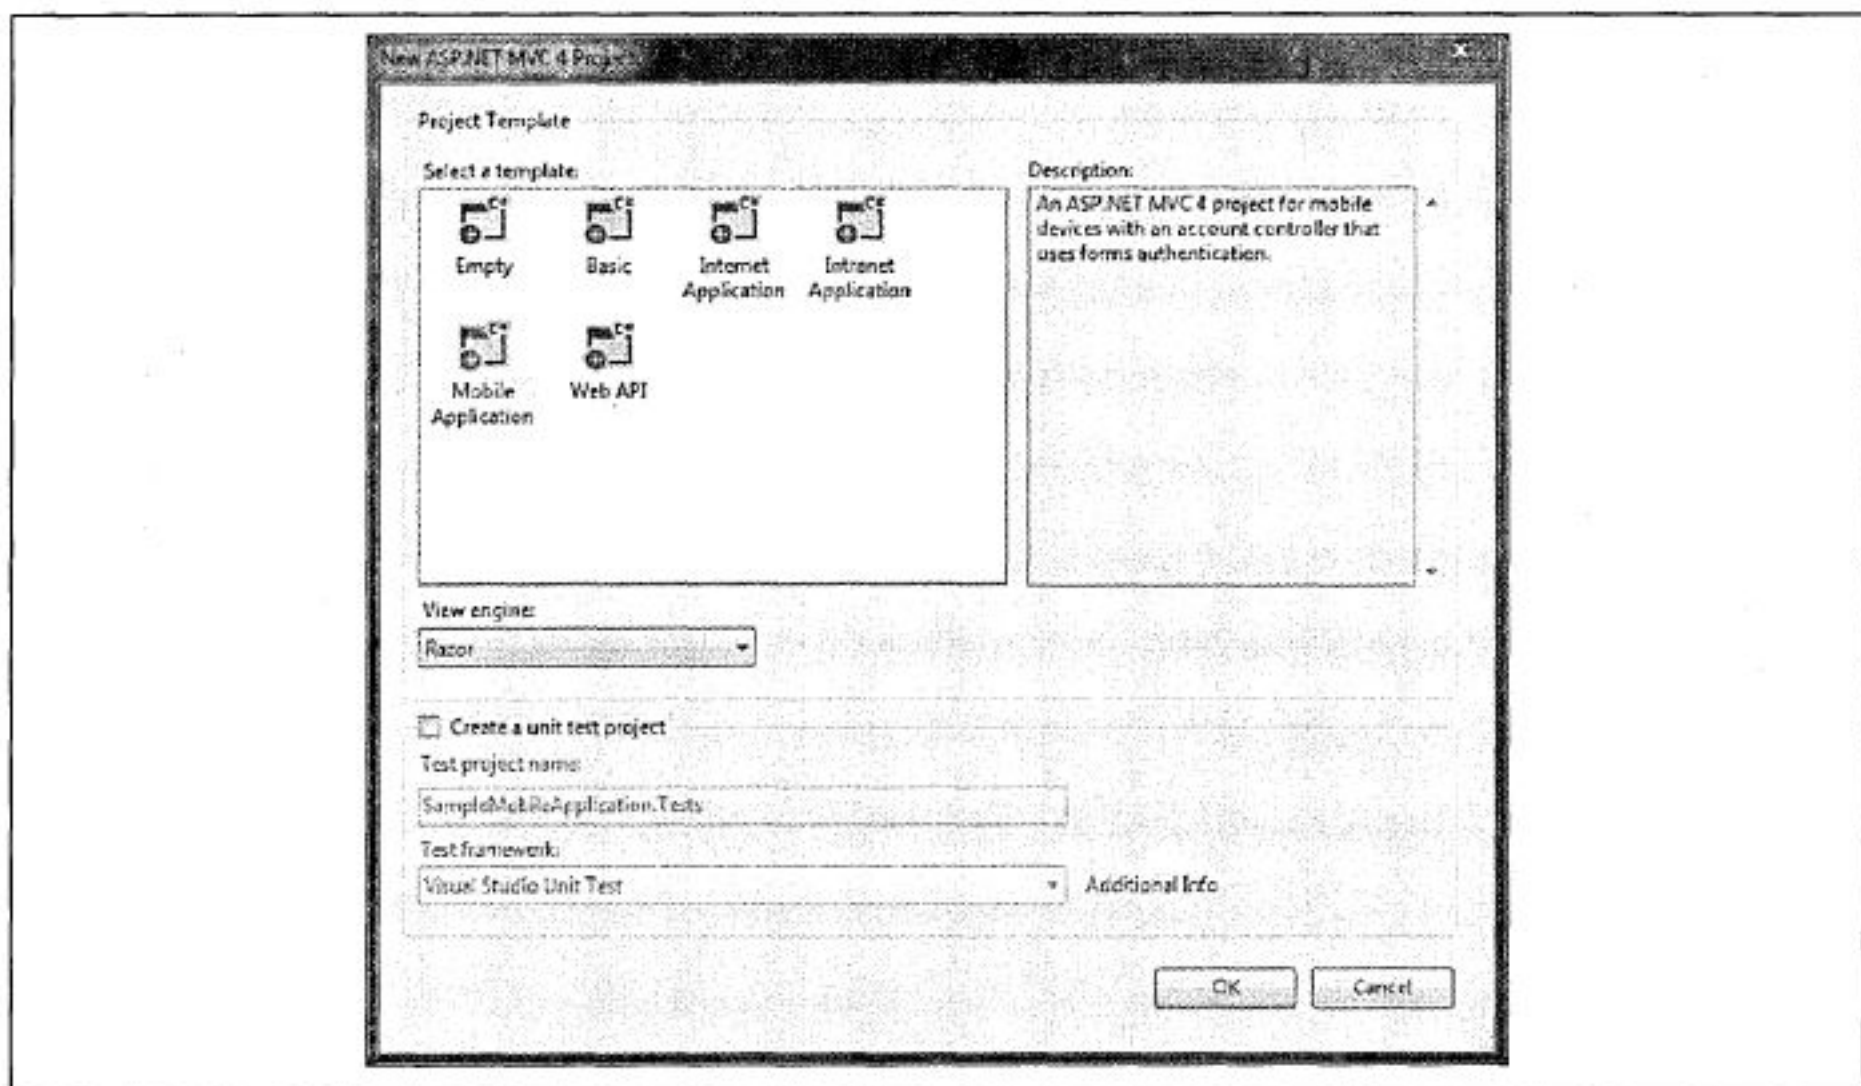 New ASP.NET MVC 4 Project
Project Template
Select a template:
Description:
Empty
Basic
Internet Application
Intranet Application
Mobile Application
Web API
An ASP.NET MVC 4 project for mobile
devices with an account controller that
uses forms authentication.
View engine:
Razor
Create a unit test project
Test project name:
SampleMobileApplication.Tests
Test framework:
Visual Studio Unit Test
Additional Info
OK
Cancel